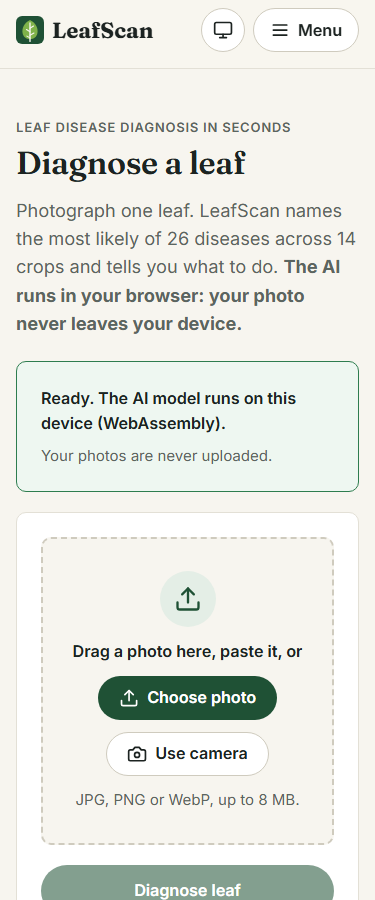 LeafScan
Menu
LEAF DISEASE DIAGNOSIS IN SECONDS
Diagnose a leaf
Photograph one leaf. LeafScan names
the most likely of 26 diseases across 14
crops and tells you what to do. The AI
runs in your browser: your photo
never leaves your device.
Ready. The AI model runs on this
device (WebAssembly).
Your photos are never uploaded.
Drag a photo here, paste it, or
Choose photo
Use camera
JPG, PNG or WebP, up to 8 MB.
Diagnose leaf